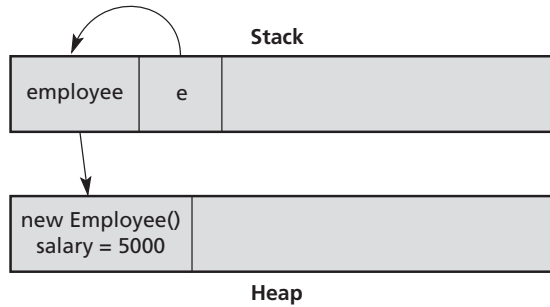 Stack
employee
e
new Employee()
salary = 5000
Heap